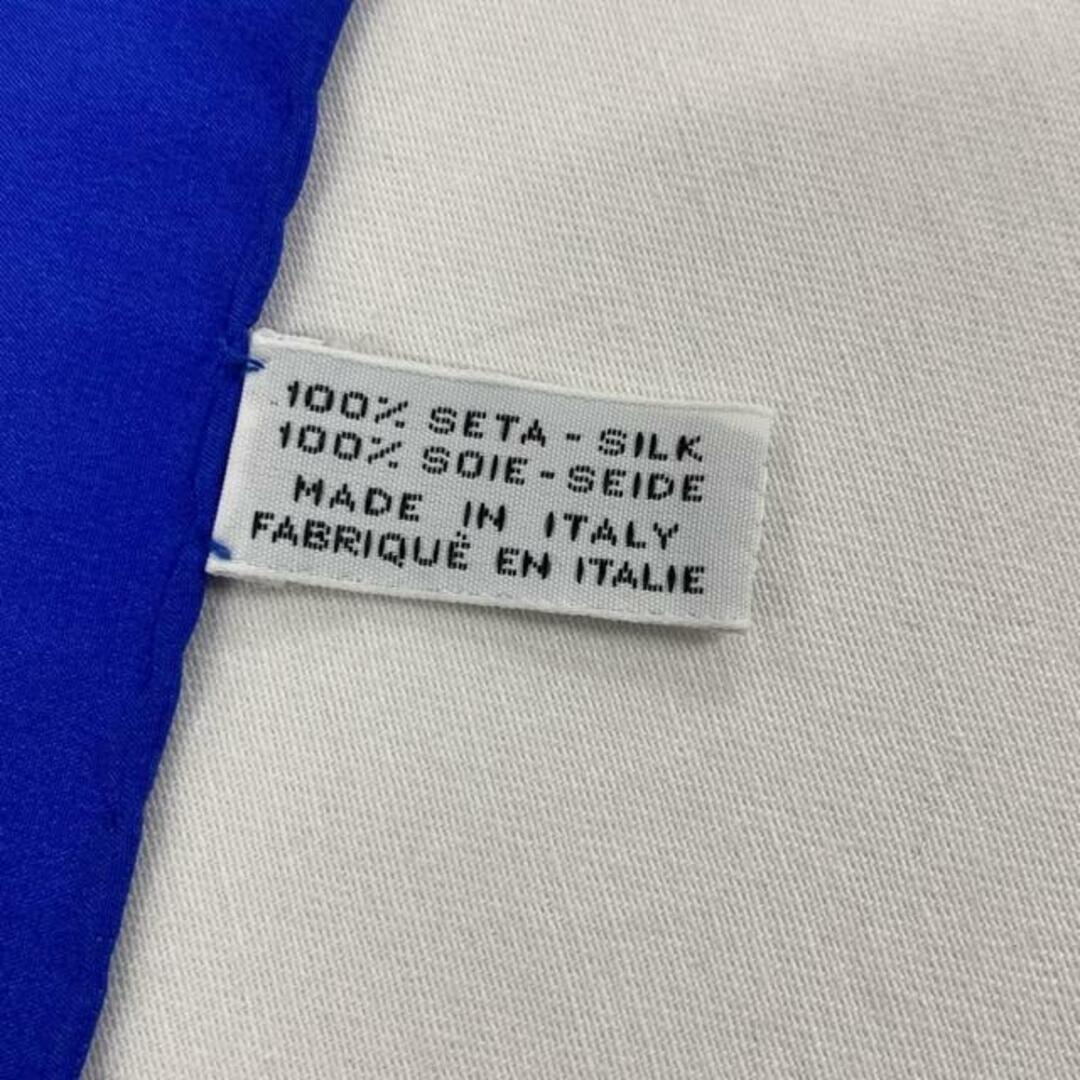 100% SETA - SILK
100% SOIE - SEIDE
MADE IN ITALY
FABRIQUÉ EN ITALIE